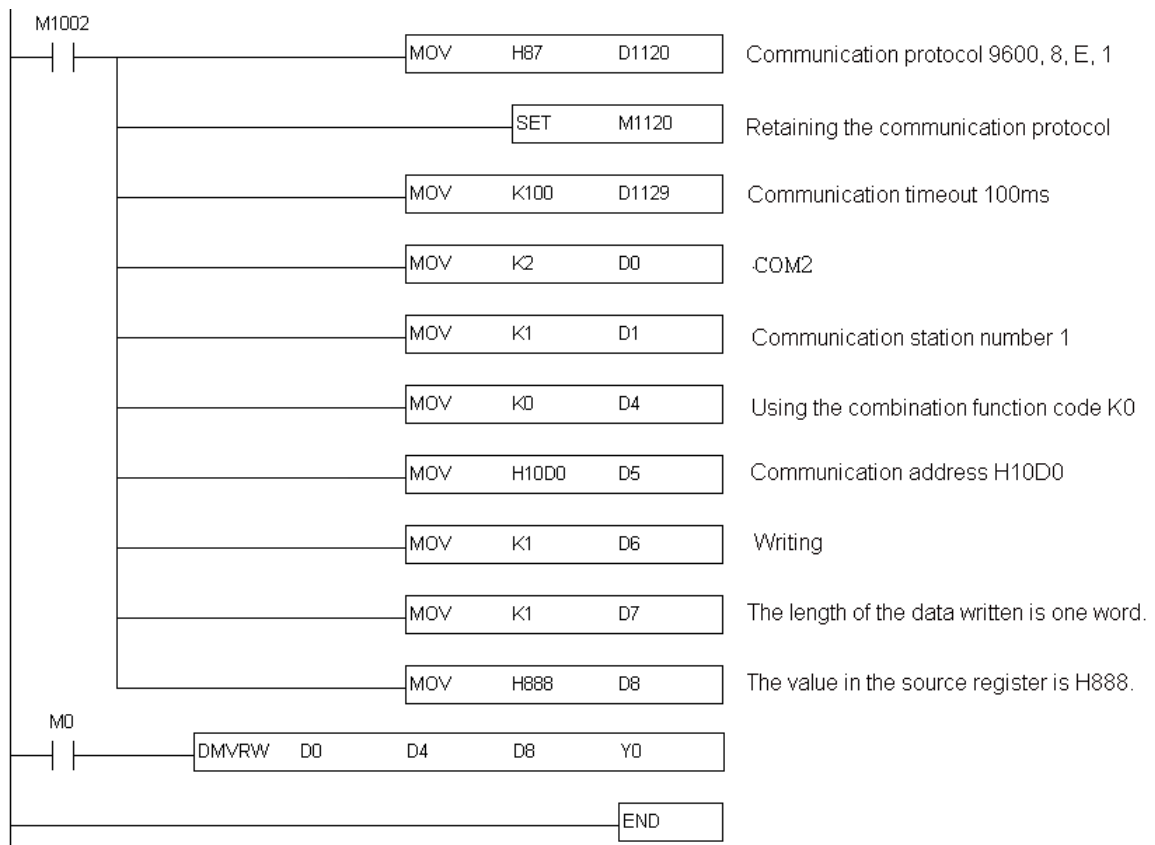 M1002
MOV H87 D1120 Communication protocol 9600, 8, E, 1
SET M1120 Retaining the communication protocol
MOV K100 D1129 Communication timeout 100ms
MOV K2 D0 COM2
MOV K1 D1 Communication station number 1
MOV K0 D4 Using the combination function code K0
MOV H10D0 D5 Communication address H10D0
MOV K1 D6 Writing
MOV K1 D7 The length of the data written is one word.
MOV H888 D8 The value in the source register is H888.
M0
DMVRW D0 D4 D8 Y0
END